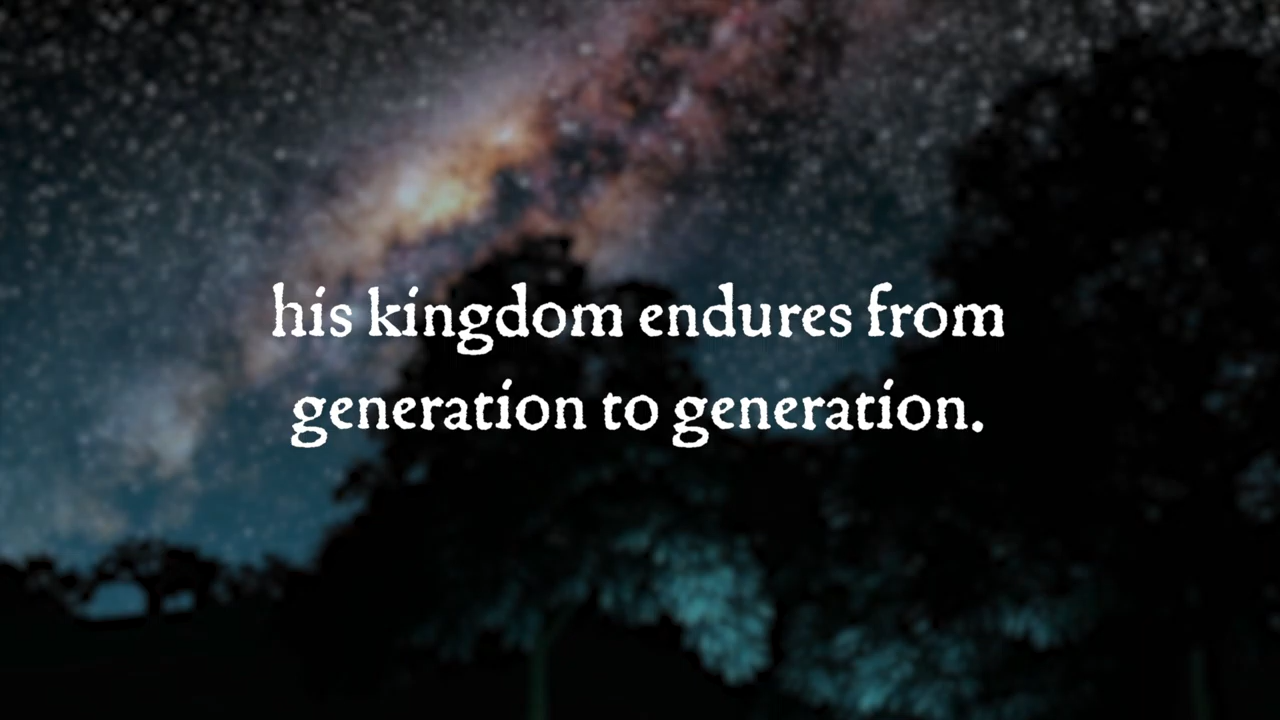 his kingdom endures from
generation to generation.